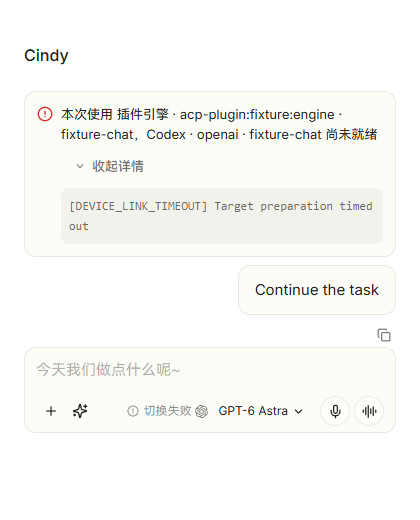 Cindy
本次使用 插件引擎 · acp-plugin:fixture:engine ·
fixture-chat，Codex · openai · fixture-chat 尚未就绪
收起详情
[DEVICE_LINK_TIMEOUT] Target preparation timed
out
Continue the task
今天我们做点什么呢~
切换失败 GPT-6 Astra